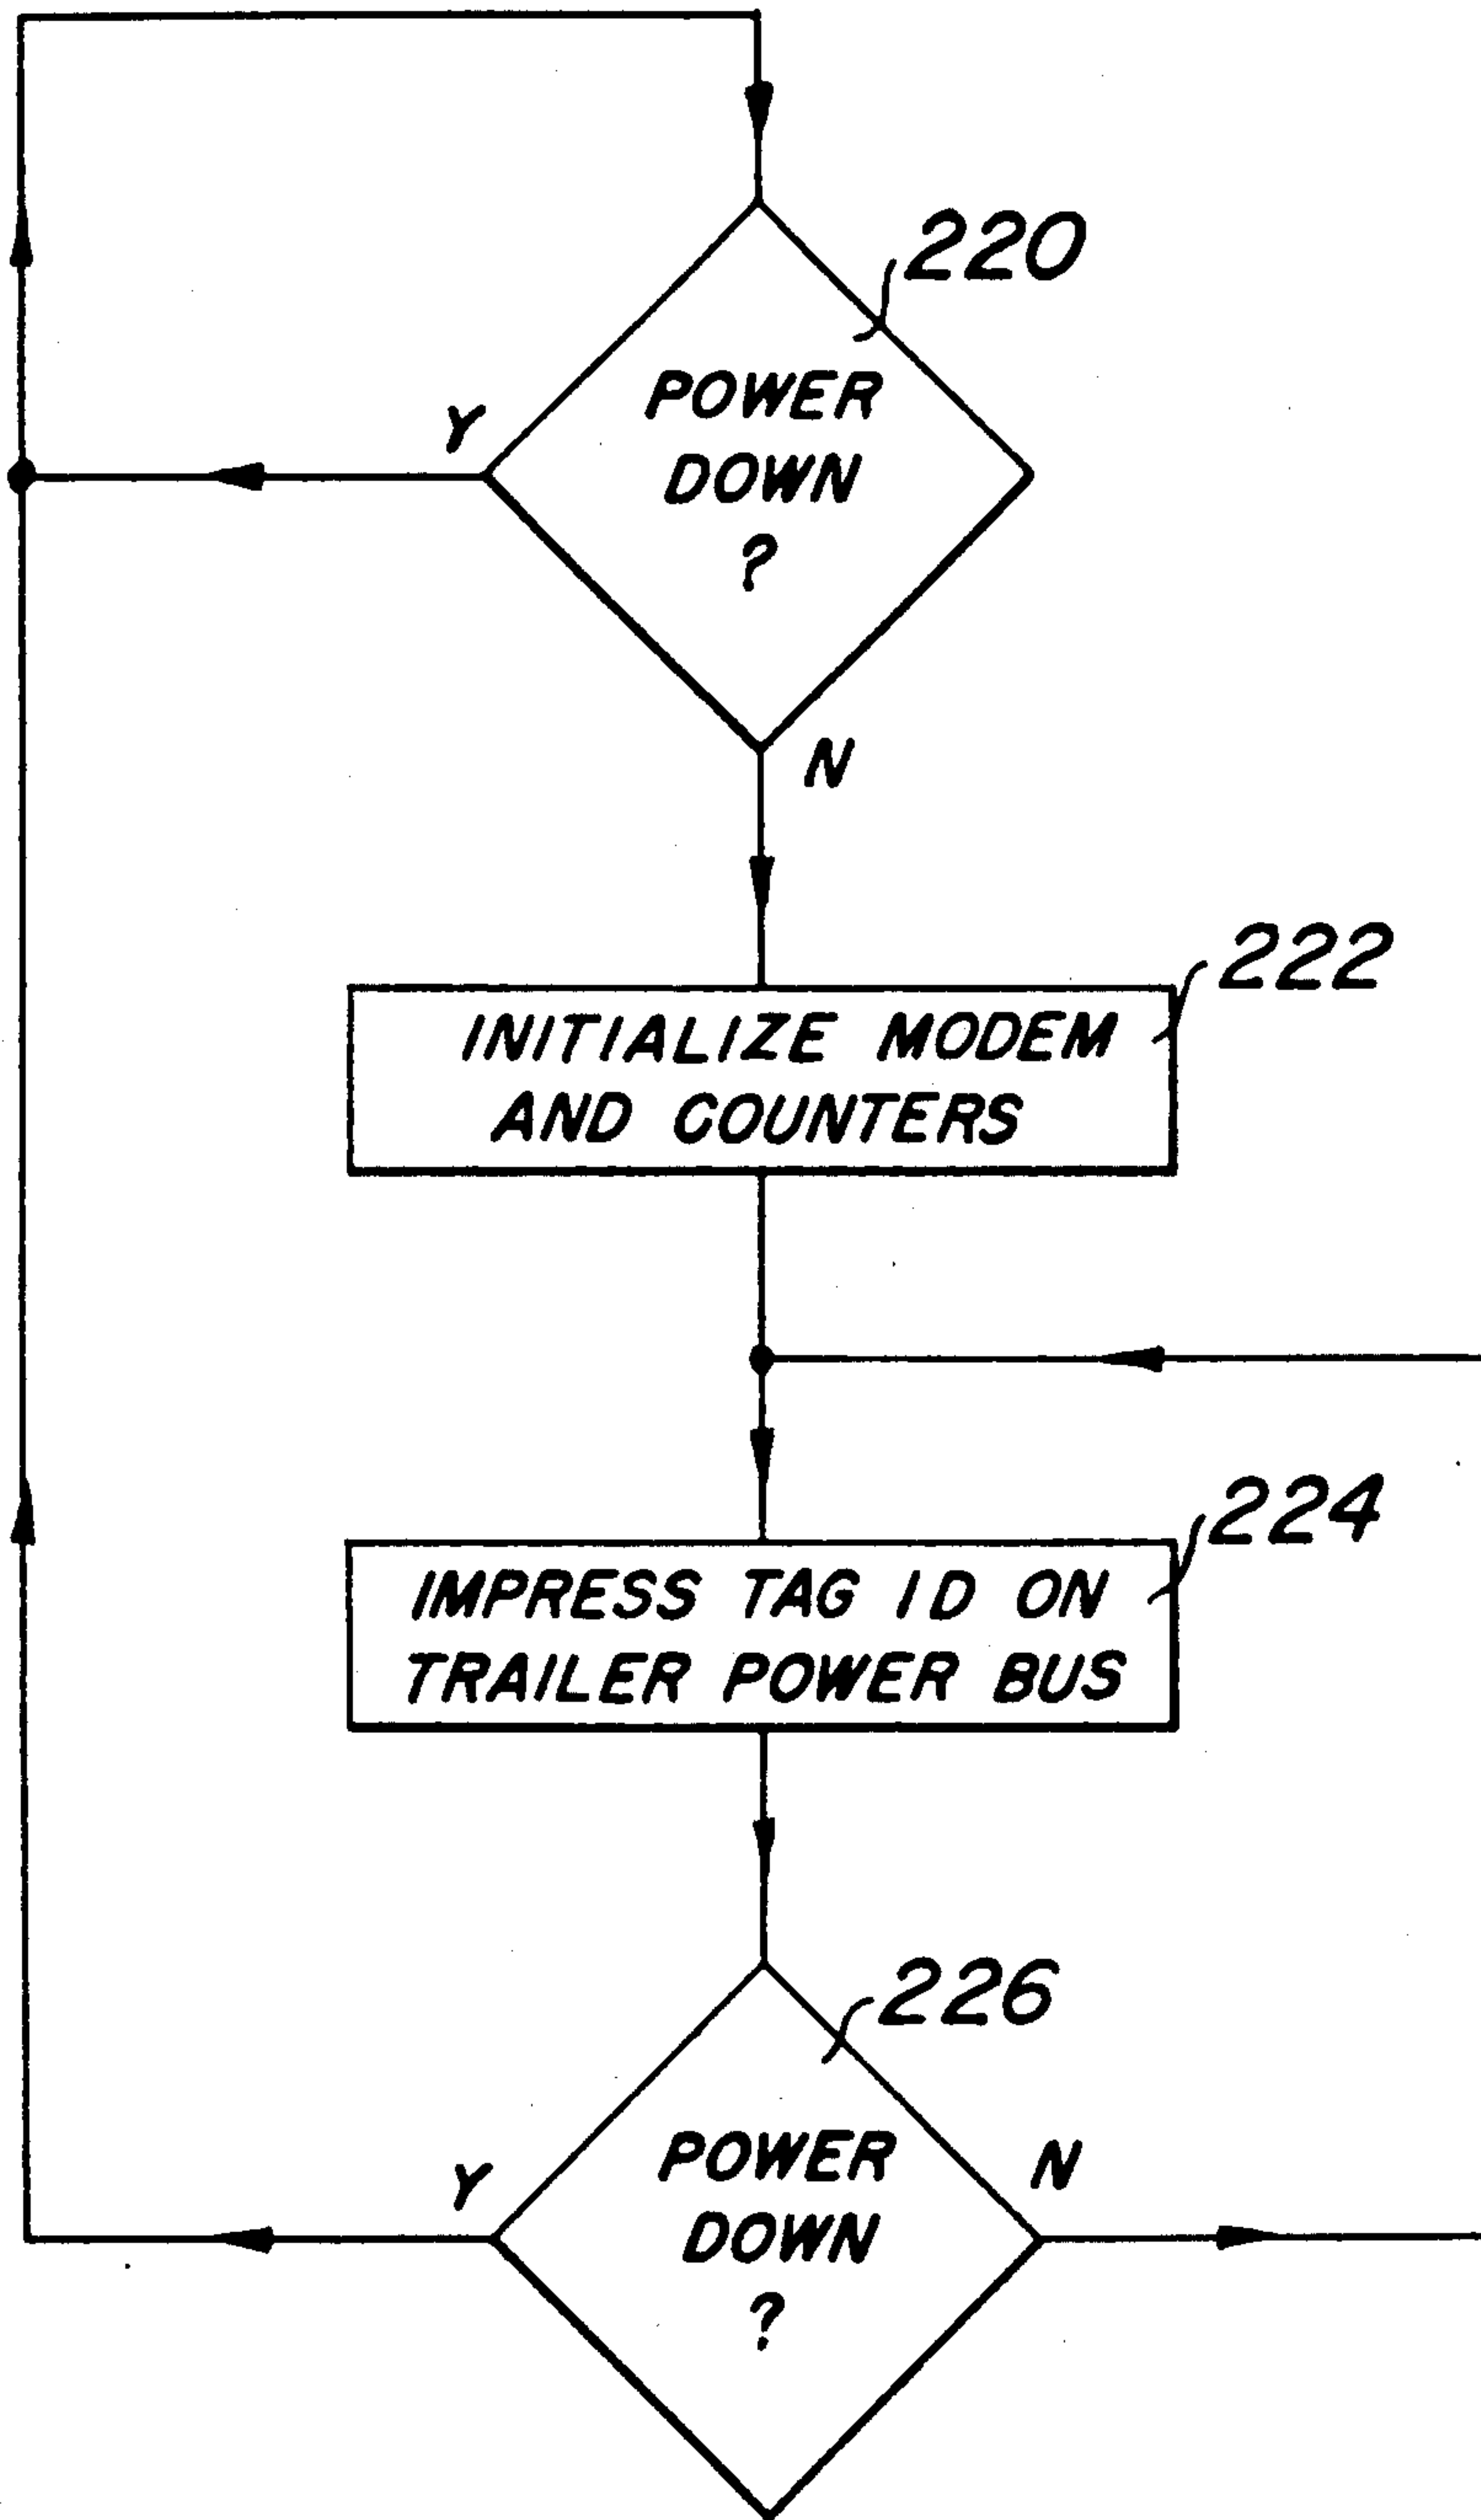 220
POWER
DOWN
?
Y
N
222
INITIALIZE MODEM
AND COUNTERS
224
IMPRESS TAG ID ON
TRAILER POWER BUS
226
POWER
DOWN
?
Y
N